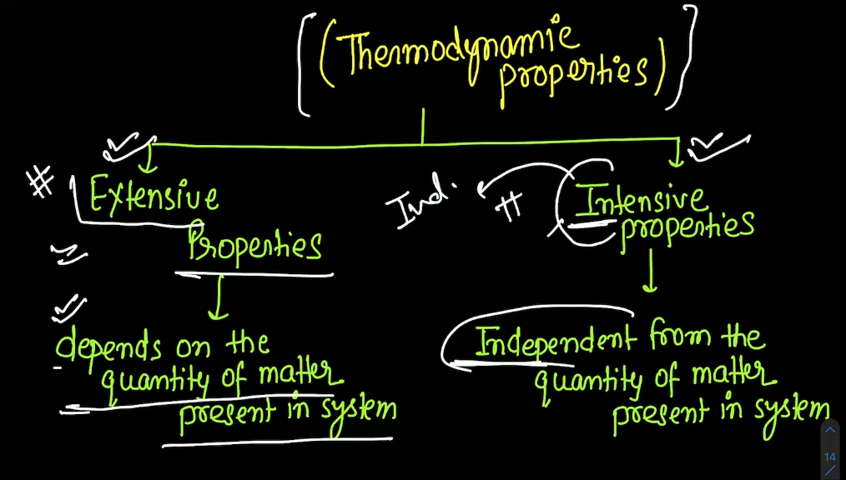 (Thermodynamic
properties)
# Extensive
Properties
Ind. #
Intensive
properties
depends on the
quantity of matter
present in system
Independent from the
quantity of matter
present in system
14